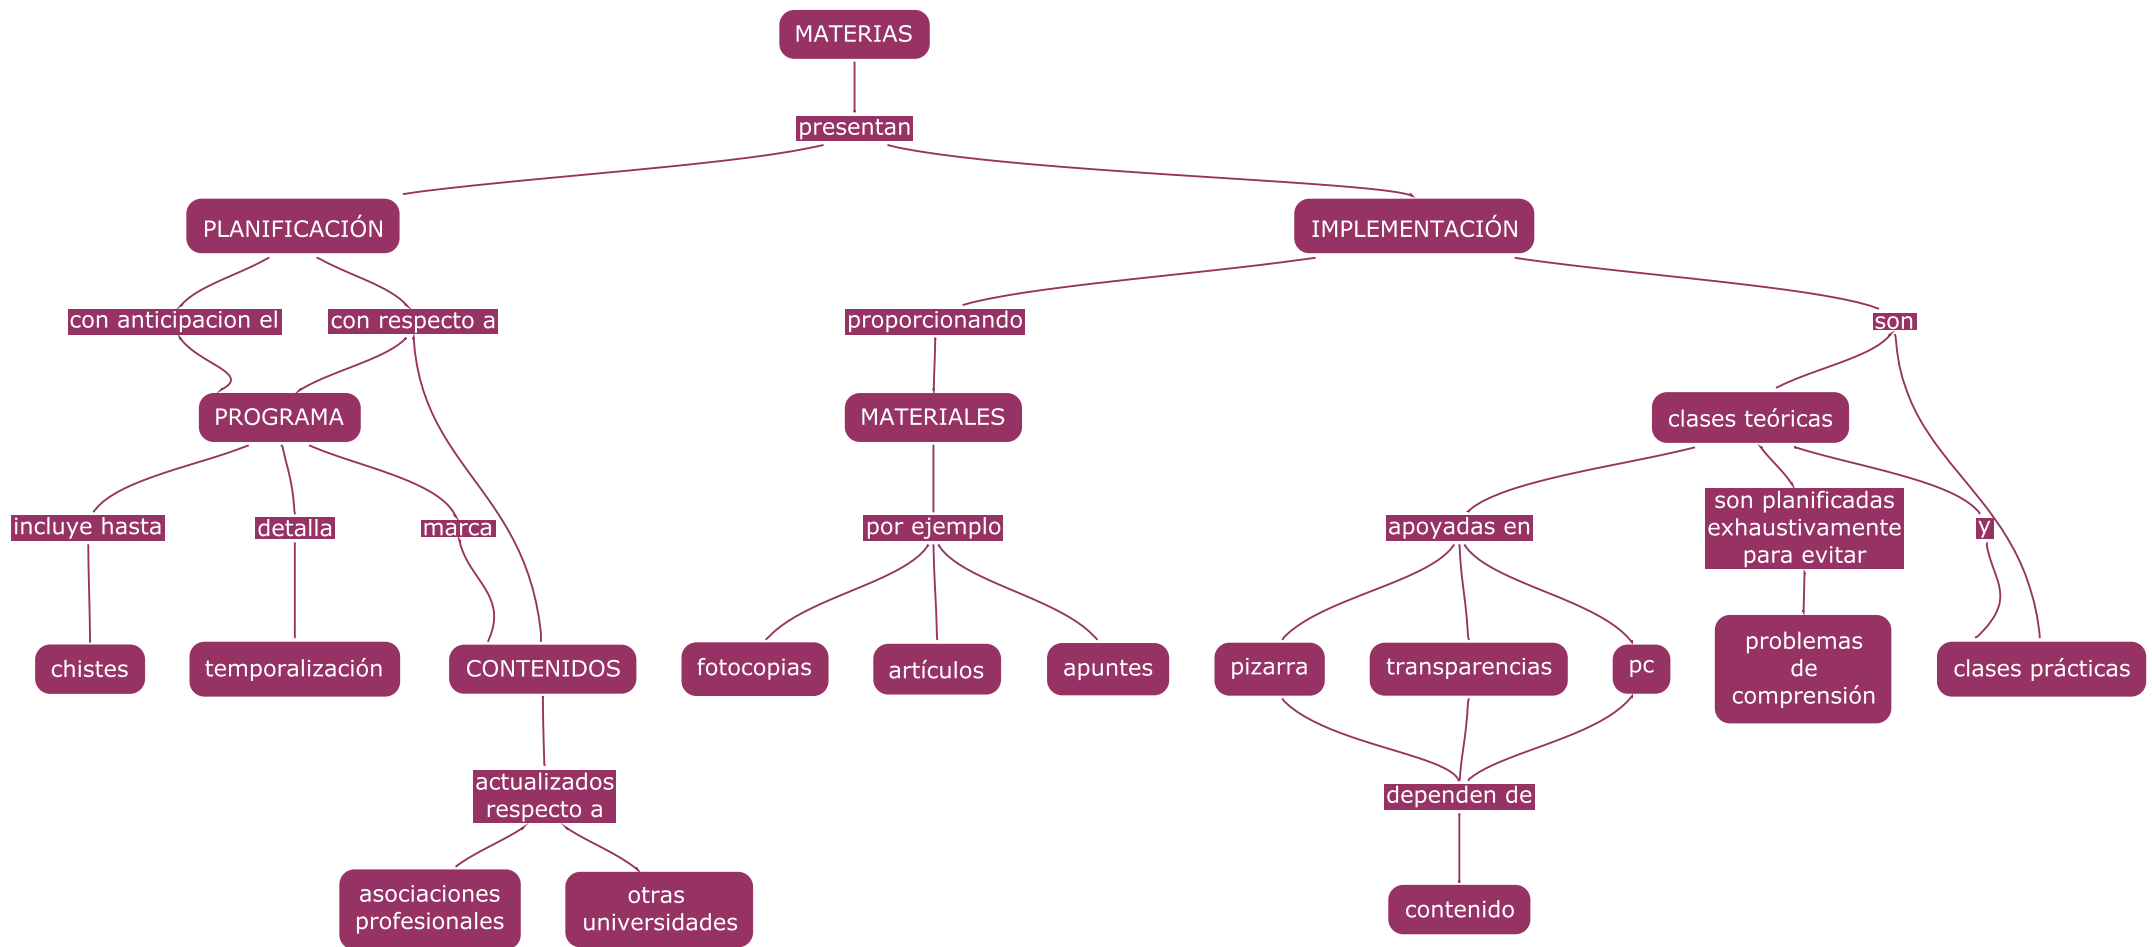 MATERIAS
presentan
PLANIFICACIÓN
IMPLEMENTACIÓN
con anticipacion el
con respecto a
proporcionando
son
PROGRAMA
MATERIALES
clases teóricas
incluye hasta
detalla
marca
por ejemplo
apoyadas en
son planificadas
exhaustivamente
para evitar
y
chistes
temporalización
CONTENIDOS
fotocopias
artículos
apuntes
pizarra
transparencias
pc
problemas
de
comprensión
clases prácticas
actualizados
respecto a
dependen de
asociaciones
profesionales
otras
universidades
contenido